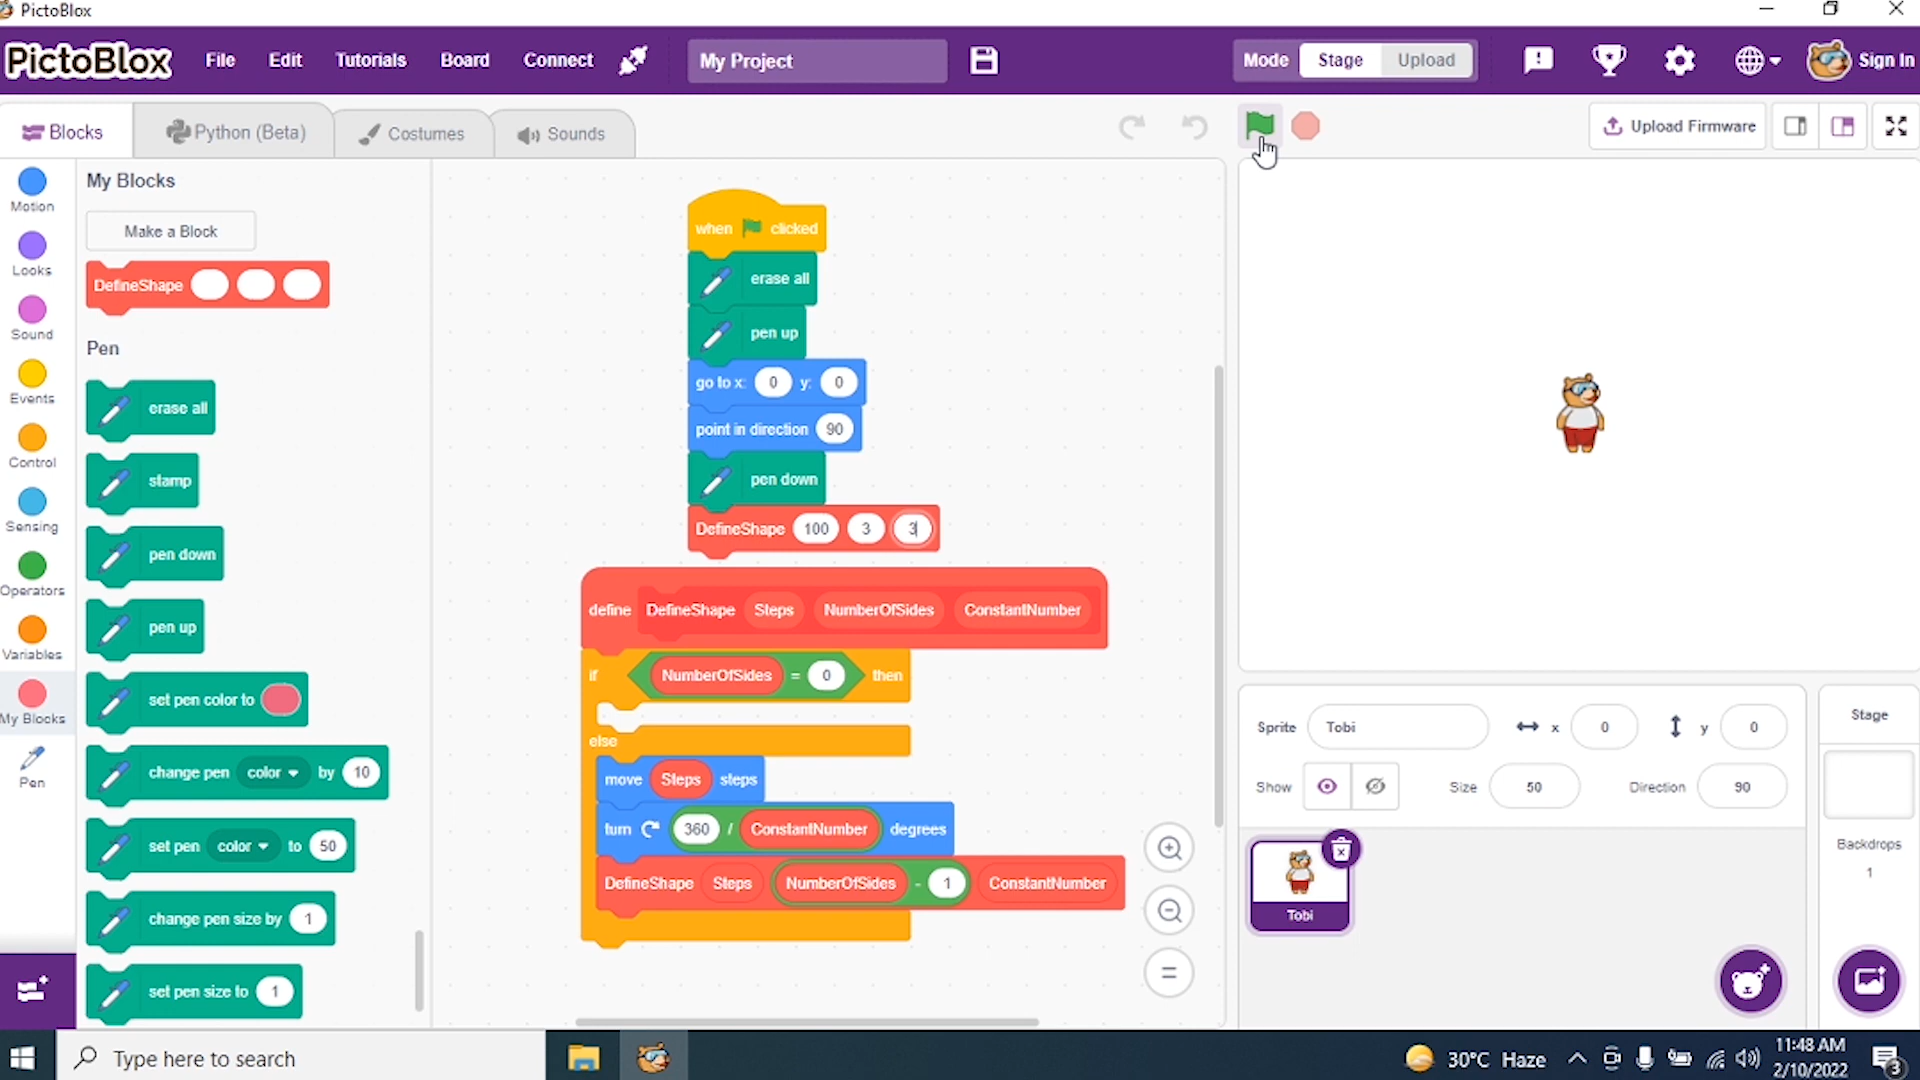 PictoBlox
PictoBlox File Edit Tutorials Board Connect My Project Mode Stage Upload Sign In
Blocks Python (Beta) Costumes Sounds Upload Firmware
Motion
Looks
Sound
Events
Control
Sensing
Operators
Variables
My Blocks
Pen
My Blocks
Make a Block
DefineShape
Pen
erase all
stamp
pen down
pen up
set pen color to
change pen color by 10
set pen color to 50
change pen size by 1
set pen size to 1
when clicked
erase all
pen up
go to x: 0 y: 0
point in direction 90
pen down
DefineShape 100 3 3
define DefineShape Steps NumberOfSides ConstantNumber
if NumberOfSides = 0 then
else
move Steps steps
turn 360 / ConstantNumber degrees
DefineShape Steps NumberOfSides - 1 ConstantNumber
Sprite Tobi x 0 y 0
Show Size 50 Direction 90
Tobi
Stage
Backdrops
1
Type here to search
30°C Haze
11:48 AM
2/10/2022
3